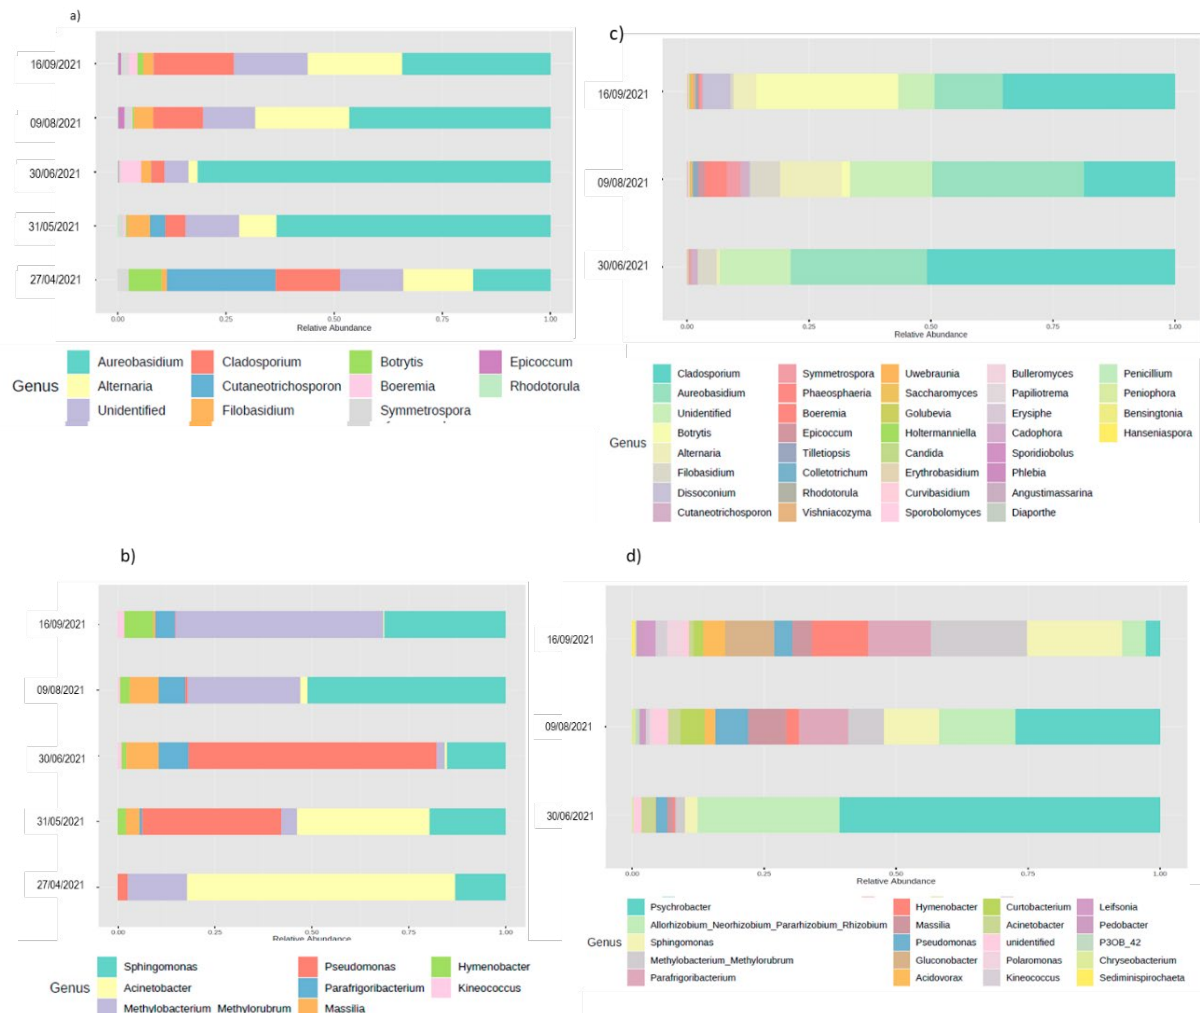 a)
16/09/2021
09/08/2021
30/06/2021
31/05/2021
27/04/2021
0.00 0.25 0.50 0.75 1.00
Relative Abundance
Genus
Aureobasidium Cladosporium Botrytis Epicoccum
Alternaria Cutaneotrichosporon Boeremia Rhodotorula
Unidentified Filobasidium Symmetrospora
c)
16/09/2021
09/08/2021
30/06/2021
0.00 0.25 0.50 0.75 1.00
Relative Abundance
Genus
Cladosporium Symmetrospora Uwebraunia Bulleromyces Penicillium
Aureobasidium Phaeosphaeria Saccharomyces Papiliotrema Peniophora
Unidentified Boeremia Golubevia Erysiphe Bensingtonia
Botrytis Epicoccum Holtermanniella Cadophora Hanseniaspora
Alternaria Tilletiopsis Candida Sporidiobolus
Filobasidium Colletotrichum Erythrobasidium Phlebia
Dissoconium Rhodotorula Curvibasidium Angustimassarina
Cutaneotrichosporon Vishniacozyma Sporobolomyces Diaporthe
b)
16/09/2021
09/08/2021
30/06/2021
31/05/2021
27/04/2021
0.00 0.25 0.50 0.75 1.00
Relative Abundance
Genus
Sphingomonas Pseudomonas Hymenobacter
Acinetobacter Parafrigoribacterium Kineococcus
Methylobacterium_Methylorubrum Massilia
d)
16/09/2021
09/08/2021
30/06/2021
0.00 0.25 0.50 0.75 1.00
Relative Abundance
Genus
Psychrobacter Hymenobacter Curtobacterium Leifsonia
Allorhizobium_Neorhizobium_Pararhizobium_Rhizobium Massilia Acinetobacter Pedobacter
Sphingomonas Pseudomonas unidentified P3OB_42
Methylobacterium_Methylorubrum Gluconobacter Polaromonas Chryseobacterium
Parafrigoribacterium Acidovorax Kineococcus Sediminispirochaeta